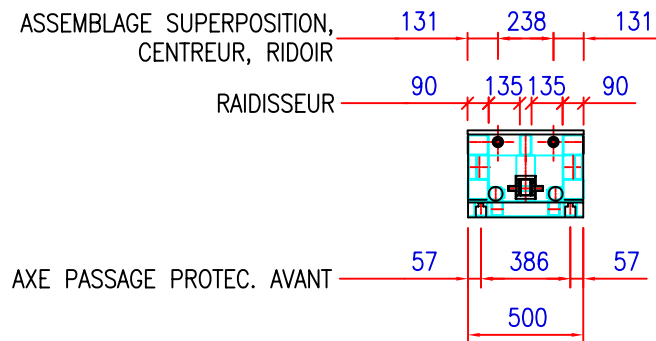 ASSEMBLAGE SUPERPOSITION, 131 238 131
CENTREUR, RIDOIR
RAIDISSEUR 90 135 135 90
AXE PASSAGE PROTEC. AVANT 57 386 57
500